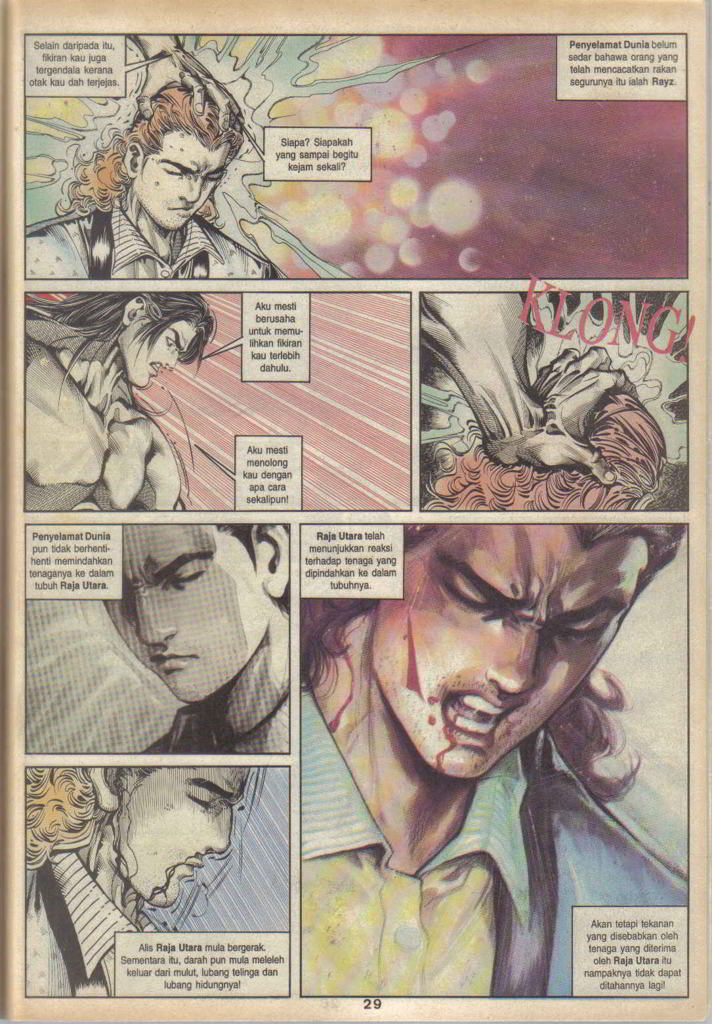 Selain daripada itu,
fikiran kau juga
tergendala kerana
otak kau dah terjejas.
Penyelamat Dunia belum
sedar bahawa orang yang
telah mencacatkan rakan
segurunya itu ialah Rayz.
Siapa? Siapakah
yang sampai begitu
kejam sekali?
Aku mesti
berusaha
untuk memu-
lihkan fikiran
kau terlebih
dahulu.
Aku mesti
menolong
kau dengan
apa cara
sekalipun!
KLONG!
Penyelamat Dunia
pun tidak berhenti-
henti memindahkan
tenaganya ke dalam
tubuh Raja Utara.
Raja Utara telah
menunjukkan reaksi
terhadap tenaga yang
dipindahkan ke dalam
tubuhnya.
Alis Raja Utara mula bergerak.
Sementara itu, darah pun mula meleleh
keluar dari mulut, lubang telinga dan
lubang hidungnya!
Akan tetapi tekanan
yang disebabkan oleh
tenaga yang diterima
oleh Raja Utara itu
nampaknya tidak dapat
ditahannya lagi!
29